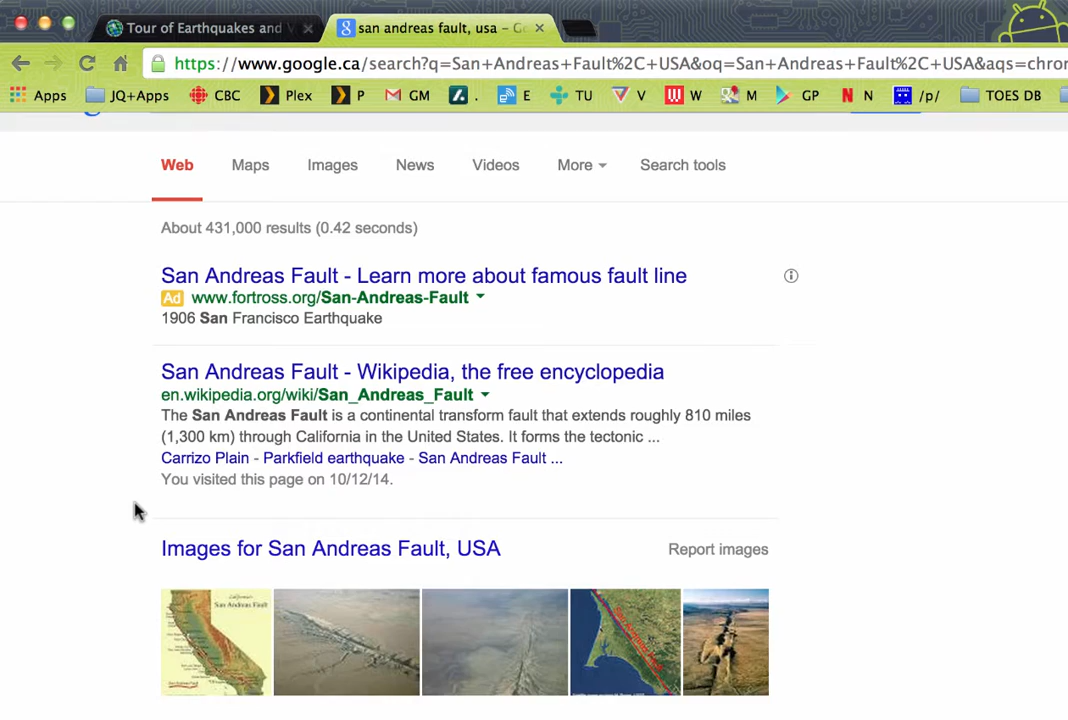 Tour of Earthquakes and V
san andreas fault, usa - Go
https://www.google.ca/search?q=San+Andreas+Fault%2C+USA&oq=San+Andreas+Fault%2C+USA&aqs=chrom
Apps JQ+Apps CBC Plex P GM . E TU V W M GP N /p/ TOES DB
Web Maps Images News Videos More Search tools
About 431,000 results (0.42 seconds)
San Andreas Fault - Learn more about famous fault line
Ad www.fortross.org/San-Andreas-Fault
1906 San Francisco Earthquake
San Andreas Fault - Wikipedia, the free encyclopedia
en.wikipedia.org/wiki/San_Andreas_Fault
The San Andreas Fault is a continental transform fault that extends roughly 810 miles
(1,300 km) through California in the United States. It forms the tectonic ...
Carrizo Plain - Parkfield earthquake - San Andreas Fault ...
You visited this page on 10/12/14.
Images for San Andreas Fault, USA Report images
San Andreas Fault